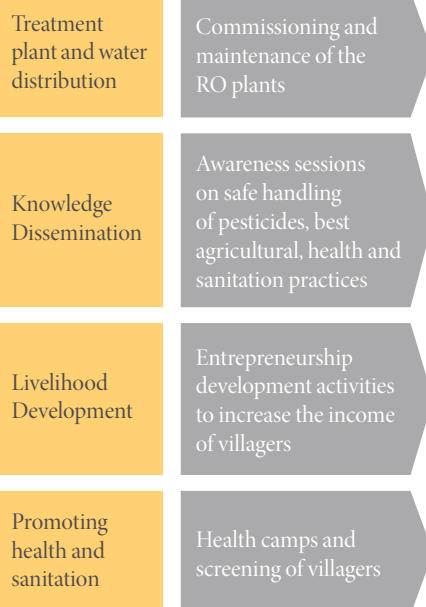 Treatment
plant and water
distribution
Commissioning and
maintenance of the
RO plants
Knowledge
Dissemination
Awareness sessions
on safe handling
of pesticides, best
agricultural, health and
sanitation practices
Livelihood
Development
Entrepreneurship
development activities
to increase the income
of villagers
Promoting
health and
sanitation
Health camps and
screening of villagers